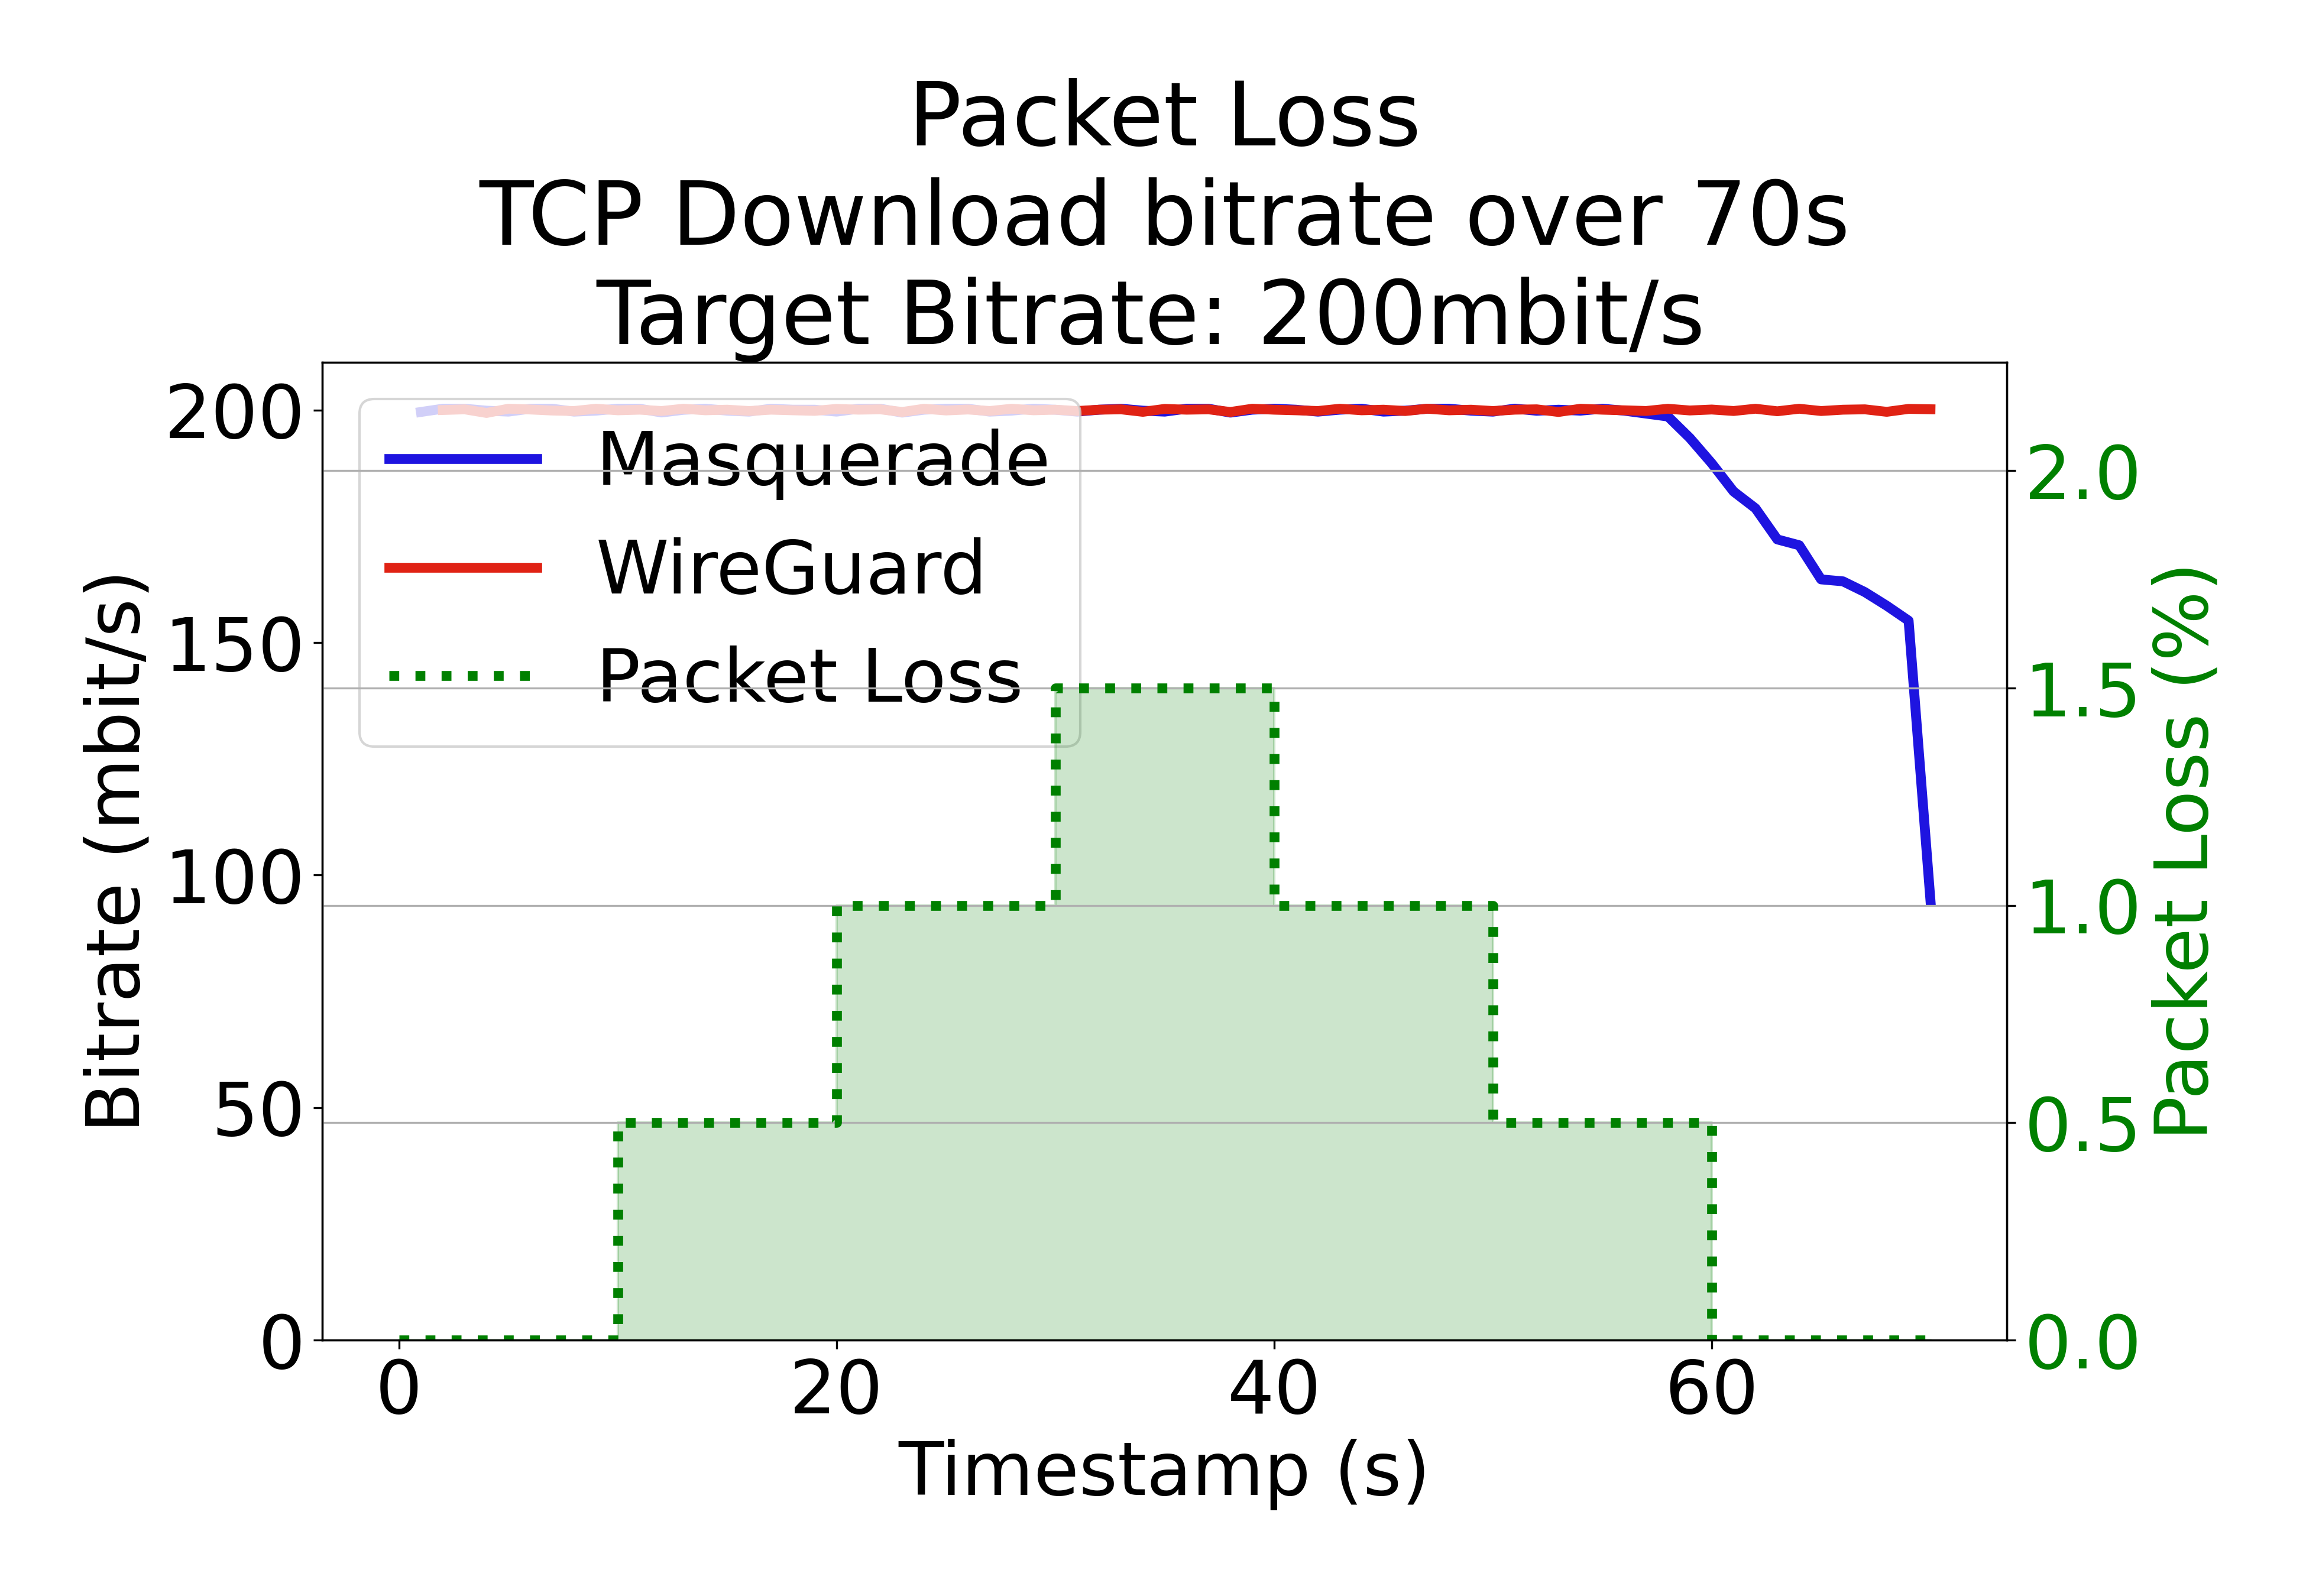 Packet Loss
TCP Download bitrate over 70s
Target Bitrate: 200mbit/s
Bitrate (mbit/s)
200
150
100
50
0
Masquerade
WireGuard
Packet Loss
2.0
1.5
1.0
0.5
0.0
Packet Loss (%)
0 20 40 60
Timestamp (s)